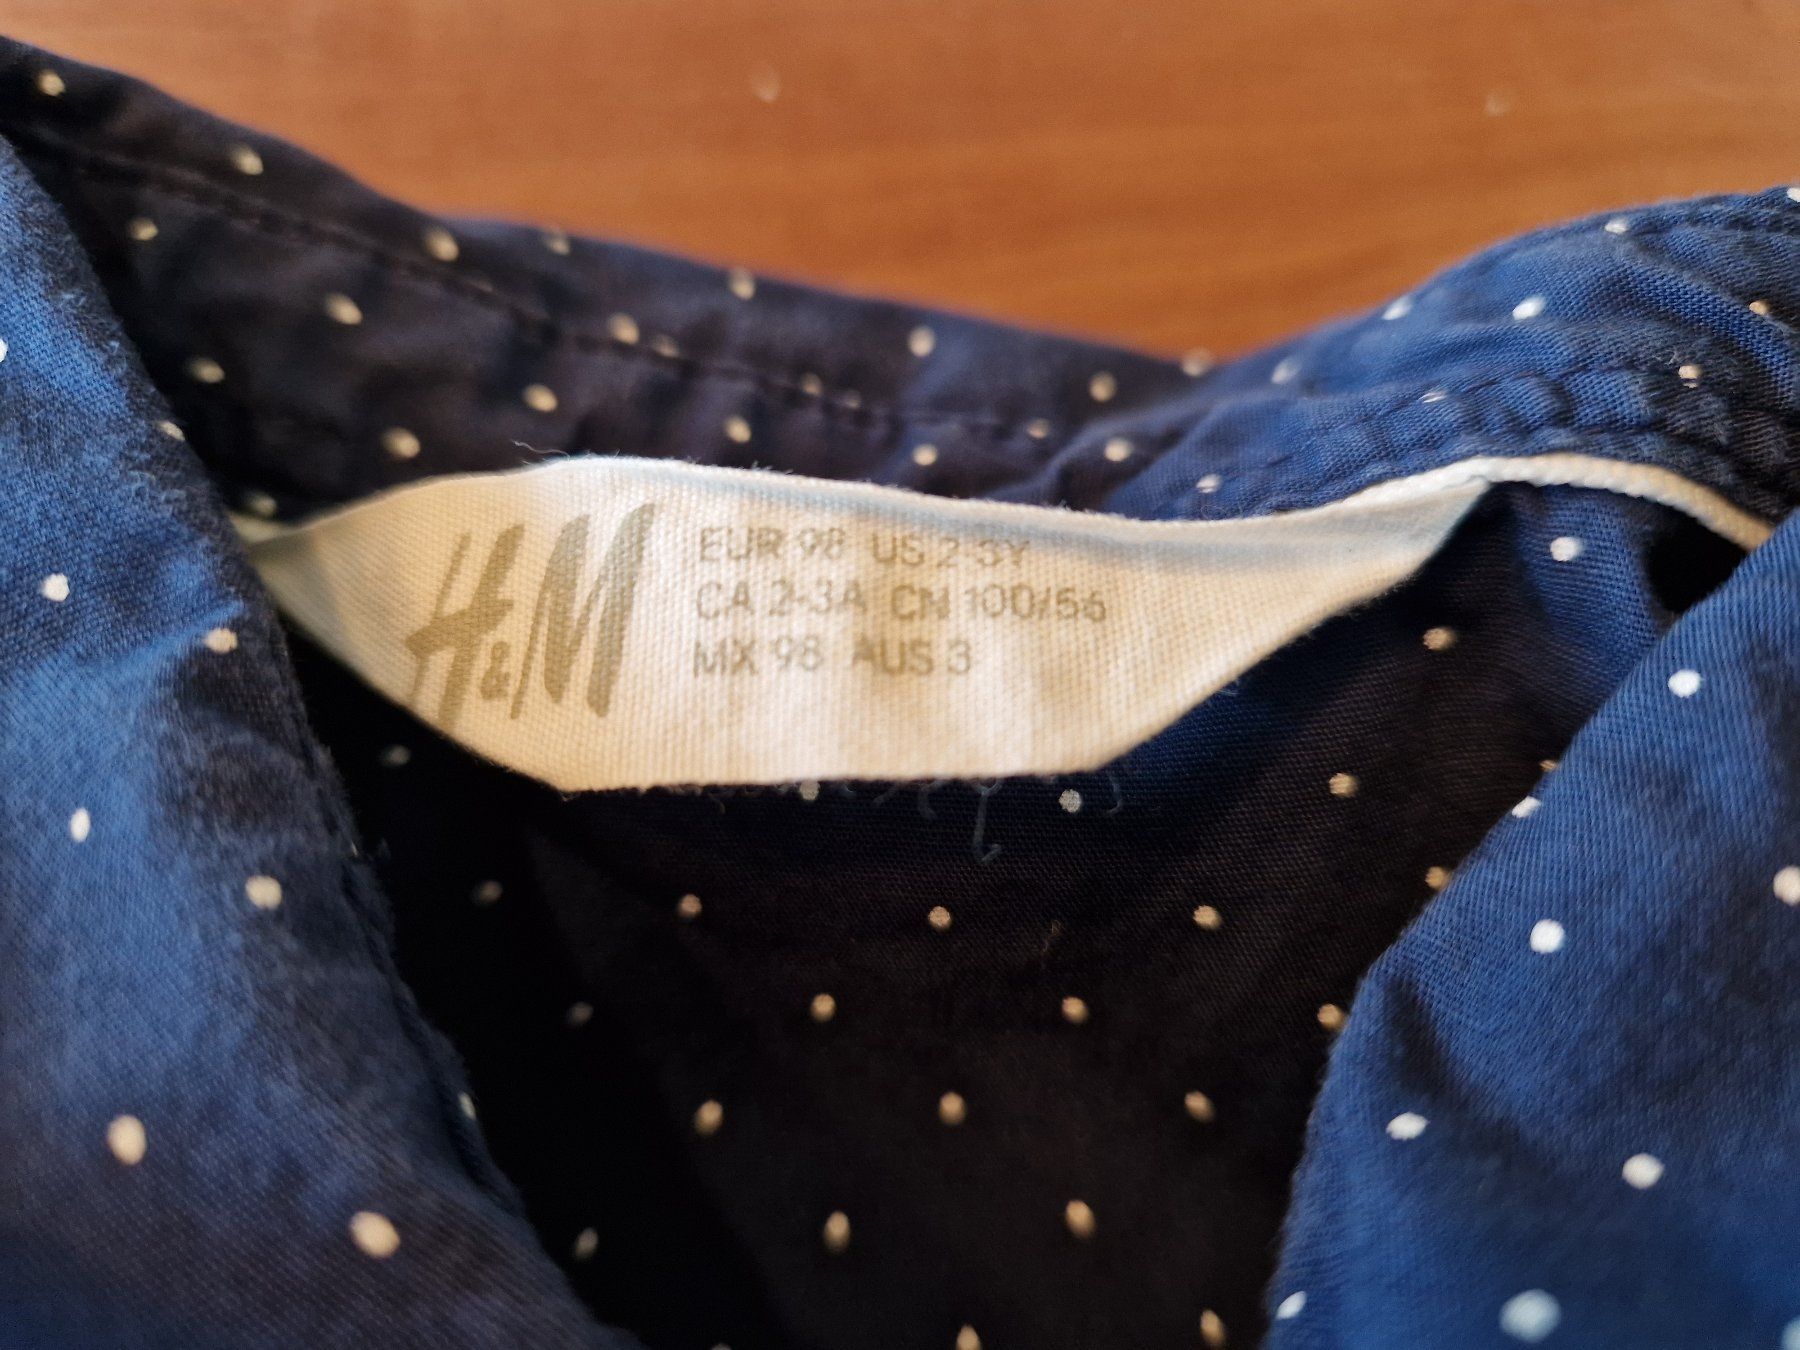 H&M
EUR 98 US 2-3Y
CA 2-3A CN 100/56
MX 98 AUS 3